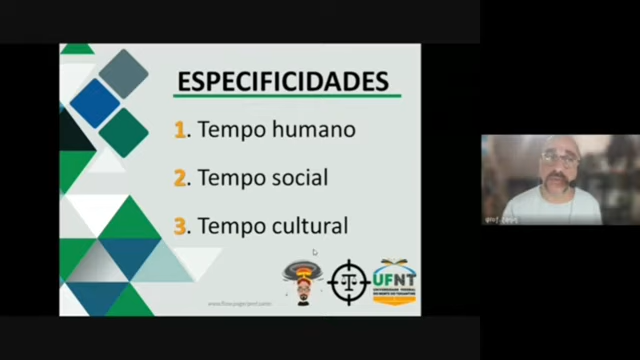 ESPECIFICIDADES
1. Tempo humano
2. Tempo social
3. Tempo cultural
UFNT